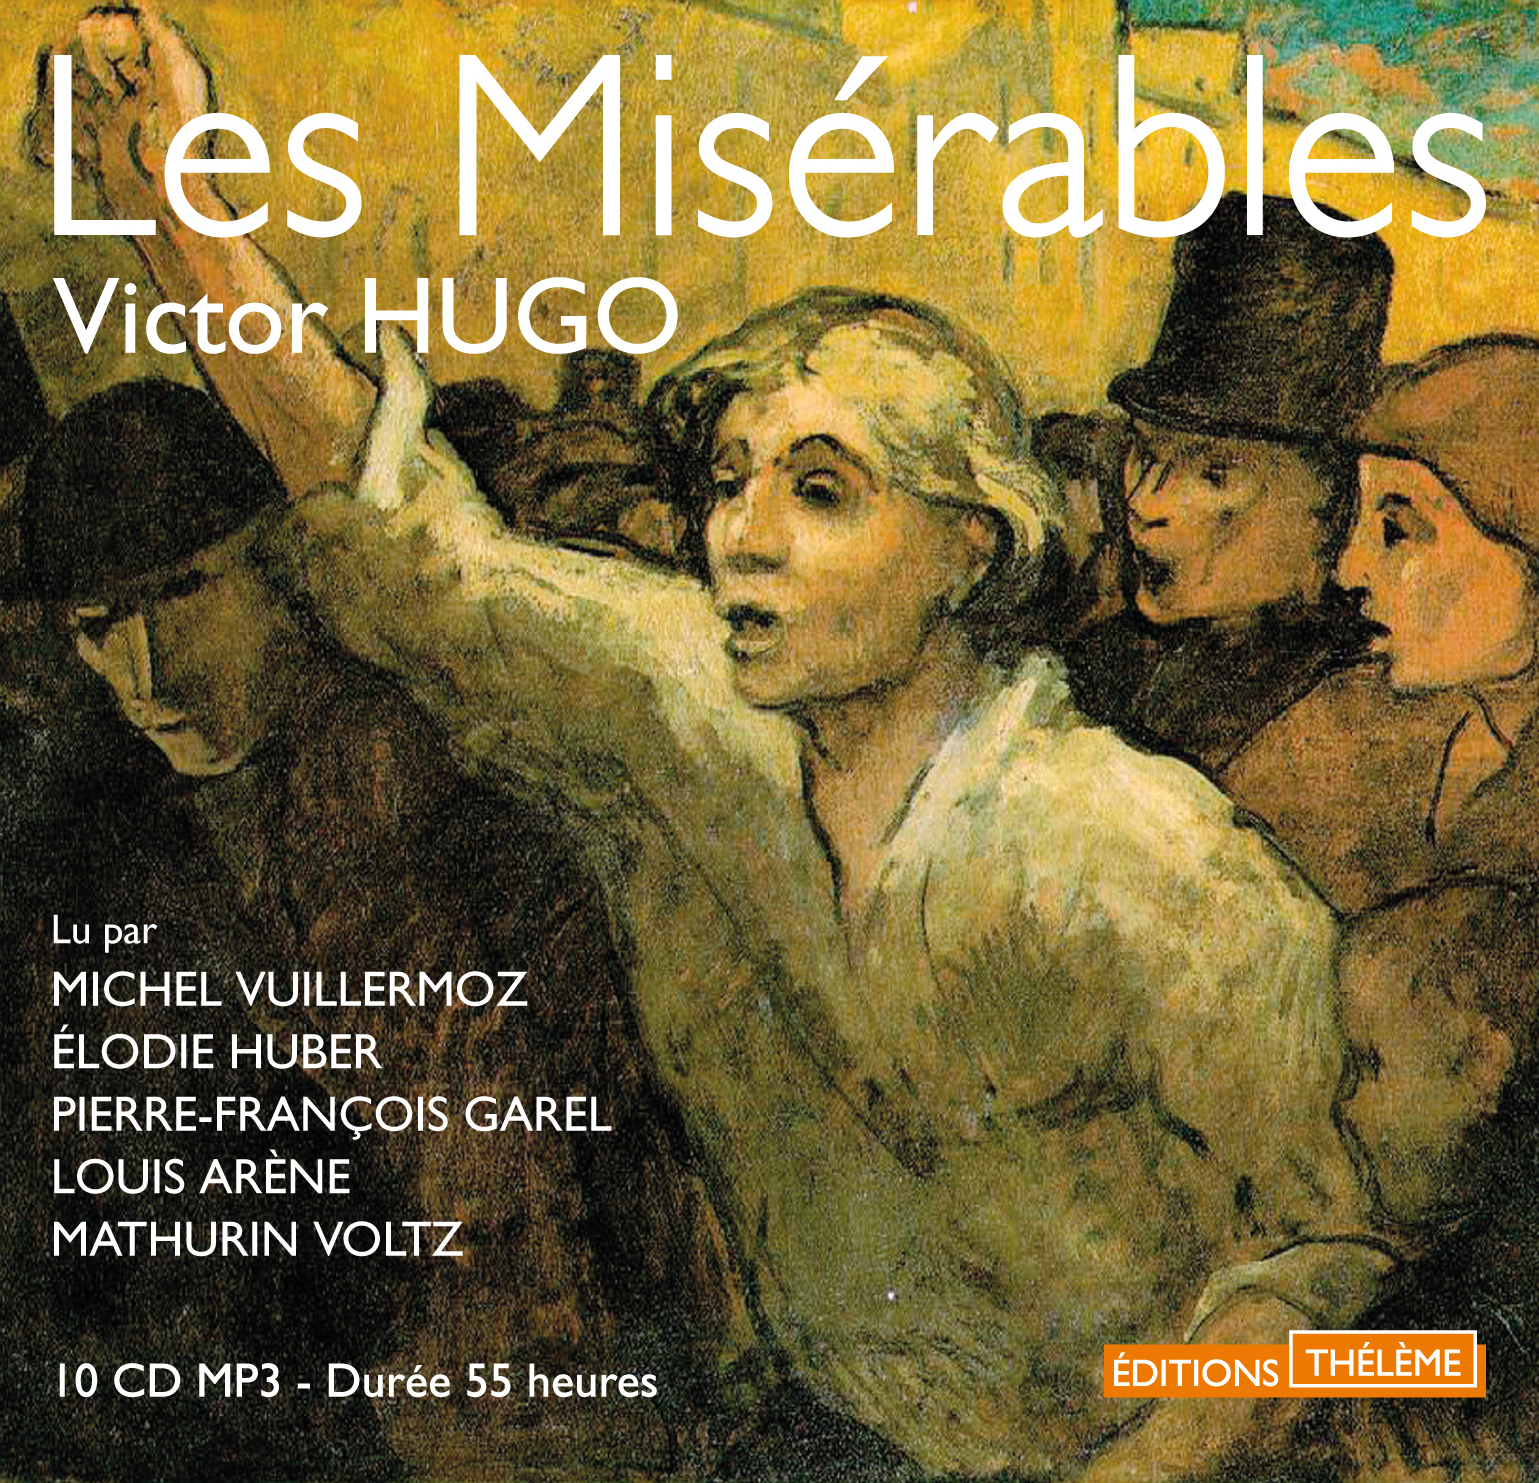 Les Misérables
Victor HUGO
Lu par
MICHEL VUILLERMOZ
ÉLODIE HUBER
PIERRE-FRANÇOIS GAREL
LOUIS ARÈNE
MATHURIN VOLTZ
10 CD MP3 - Durée 55 heures
ÉDITIONS THÉLÈME